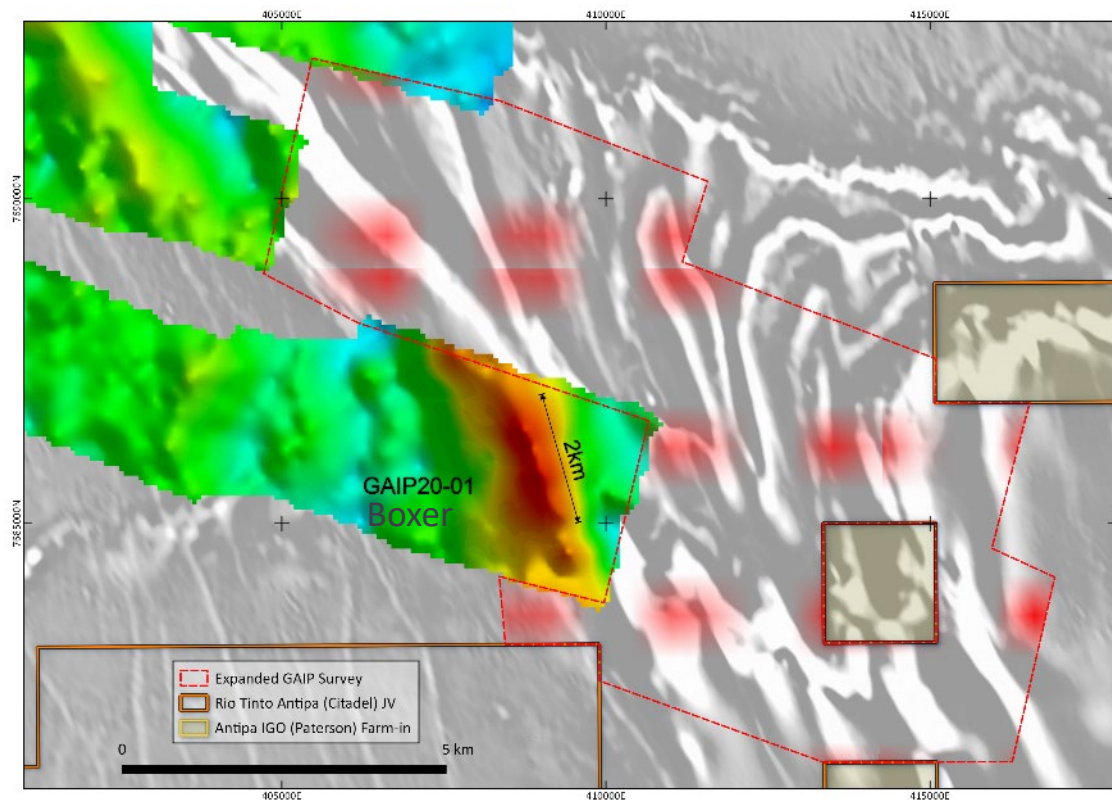 405000E
410000E
415000E
7590000N
7585000N
2km
GAIP20-01
Boxer
Expanded GAIP Survey
Rio Tinto Antipa (Citadel) JV
Antipa IGO (Paterson) Farm-in
0
5 km
405000E
410000E
415000E